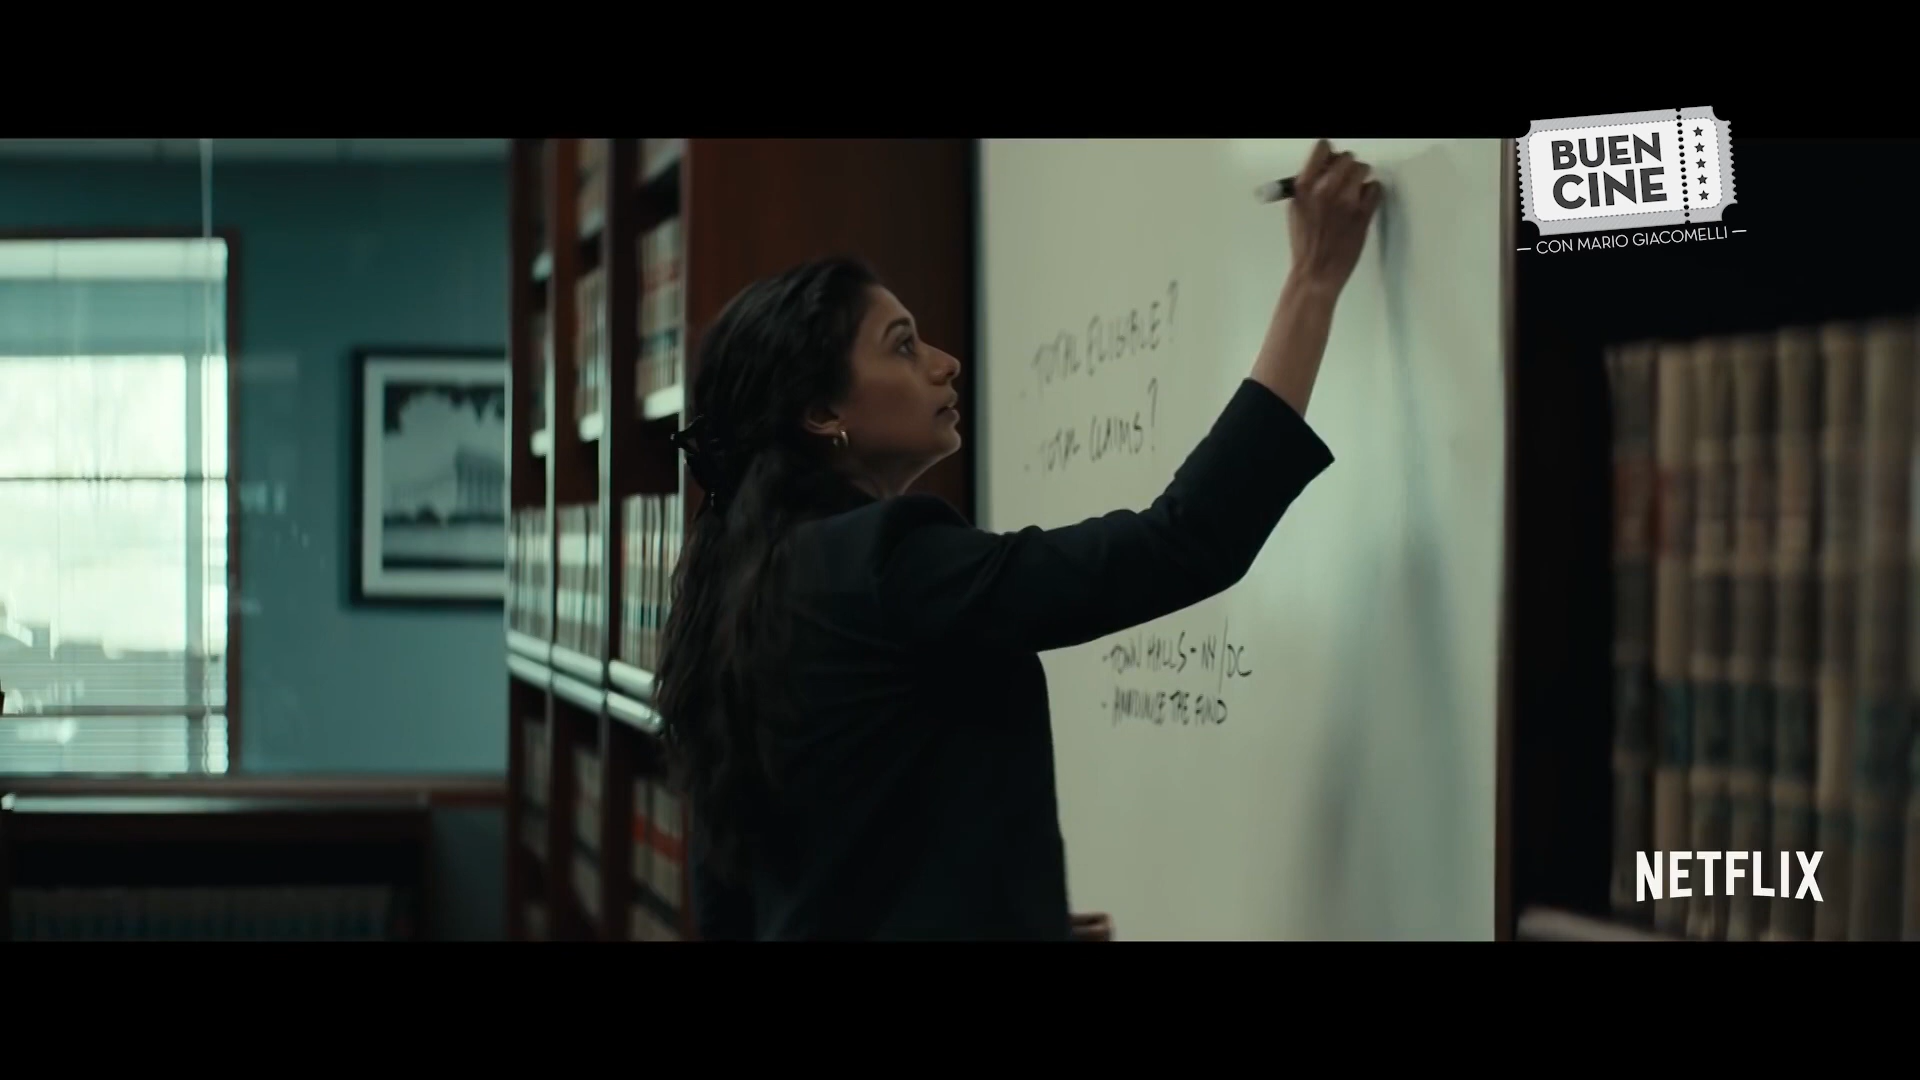 BUEN
CINE
— CON MARIO GIACOMELLI —
- TOTAL ELIGIBLE?
- TOTAL CLAIMS?
- TOWN HALLS - NY/DC
- ANNOUNCE THE FUND
NETFLIX